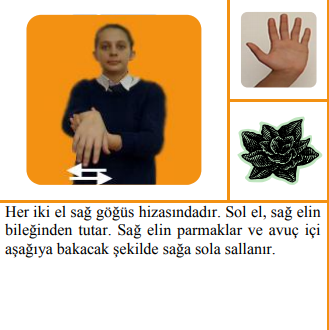 Her iki el sağ göğüs hizasındadır. Sol el, sağ elin
bileğinden tutar. Sağ elin parmaklar ve avuç içi
aşağıya bakacak şekilde sağa sola sallanır.